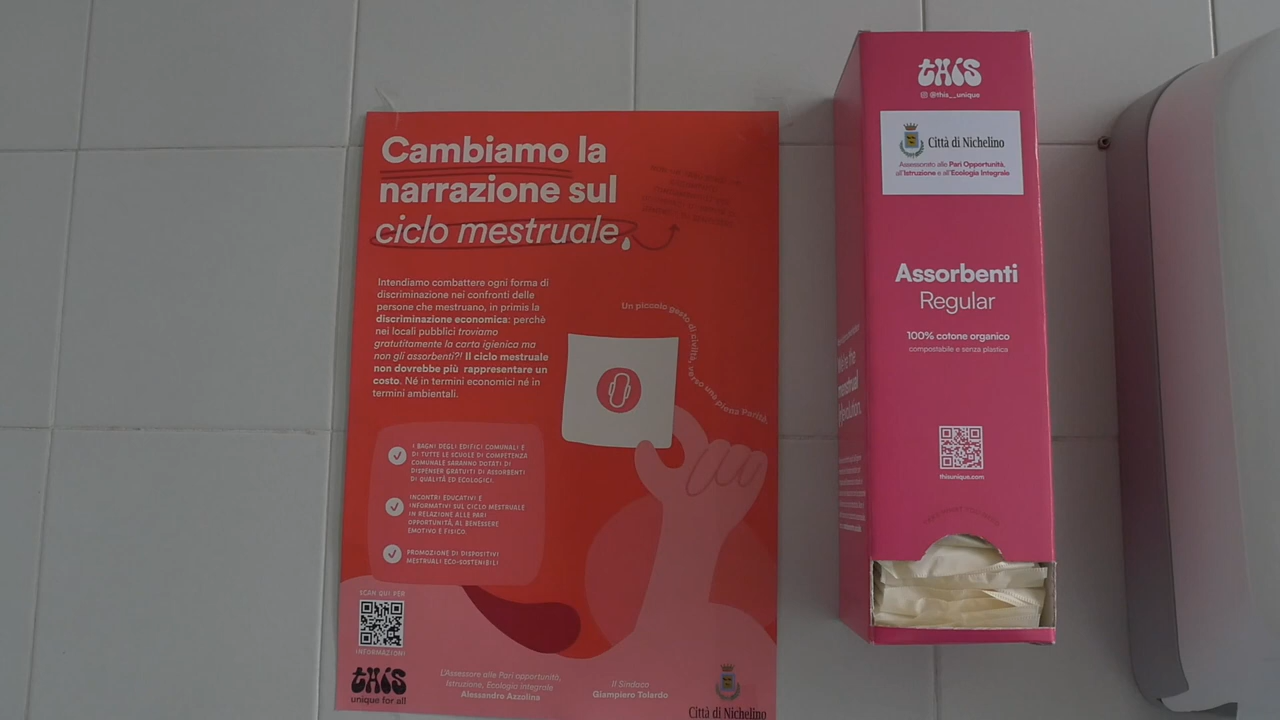 Cambiamo la
narrazione sul
ciclo mestruale
Intendiamo combattere ogni forma di
discriminazione nei confronti delle
persone che mestruano, in primis la
discriminazione economica: perchè
nei locali pubblici troviamo
gratuitamente la carta igienica ma
non gli assorbenti?! Il ciclo mestruale
non dovrebbe più rappresentare un
costo. Né in termini economici né in
termini ambientali.
Un piccolo gesto di civiltà, verso una piena Parità.
I BAGNI DEGLI EDIFICI COMUNALI E
DI TUTTE LE SCUOLE DI COMPETENZA
COMUNALE SARANNO DOTATI DI
DISPENSER GRATUITI DI ASSORBENTI
DI QUALITÀ ED ECOLOGICI.
INCONTRI EDUCATIVI E
INFORMATIVI SUL CICLO MESTRUALE
IN RELAZIONE ALLE PARI
OPPORTUNITÀ, AL BENESSERE
EMOTIVO E FISICO.
PROMOZIONE DI DISPOSITIVI
MESTRUALI ECO-SOSTENIBILI
SCAN QUI PER
INFORMAZIONI
this
unique for all
L'Assessore alle Pari opportunità,
Istruzione, Ecologia integrale
Alessandro Azzolina
Il Sindaco
Giampiero Tolardo
Città di Nichelino
this
@this__unique
Città di Nichelino
Assessorato alle Pari Opportunità,
all'Istruzione e all'Ecologia Integrale
Assorbenti
Regular
100% cotone organico
compostabile e senza plastica
thisunique.com
We're the
menstrual